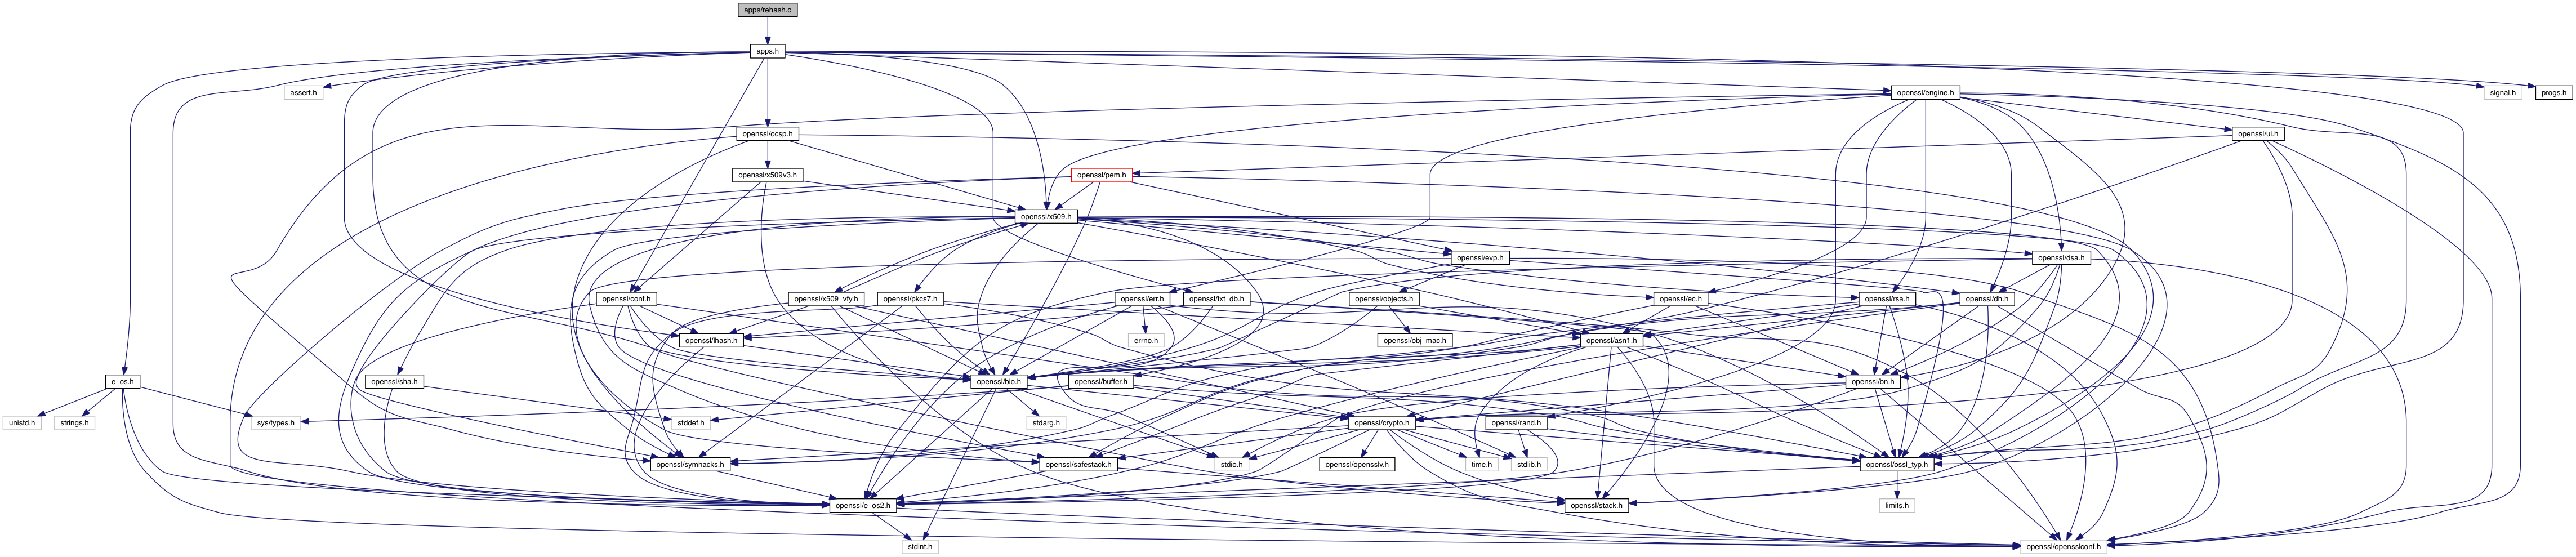 apps/rehash.c
apps.h
assert.h
openssl/engine.h
signal.h
progs.h
openssl/ocsp.h
openssl/ui.h
openssl/x509v3.h
openssl/pem.h
openssl/x509.h
openssl/evp.h
openssl/dsa.h
openssl/conf.h
openssl/x509_vfy.h
openssl/pkcs7.h
openssl/err.h
openssl/txt_db.h
openssl/objects.h
openssl/ec.h
openssl/rsa.h
openssl/dh.h
openssl/lhash.h
errno.h
openssl/obj_mac.h
openssl/asn1.h
e_os.h
openssl/sha.h
openssl/bio.h
openssl/buffer.h
openssl/bn.h
unistd.h
strings.h
sys/types.h
stddef.h
stdarg.h
openssl/crypto.h
openssl/rand.h
openssl/symhacks.h
openssl/safestack.h
stdio.h
openssl/opensslv.h
time.h
stdlib.h
openssl/ossl_typ.h
openssl/e_os2.h
openssl/stack.h
limits.h
stdint.h
openssl/opensslconf.h